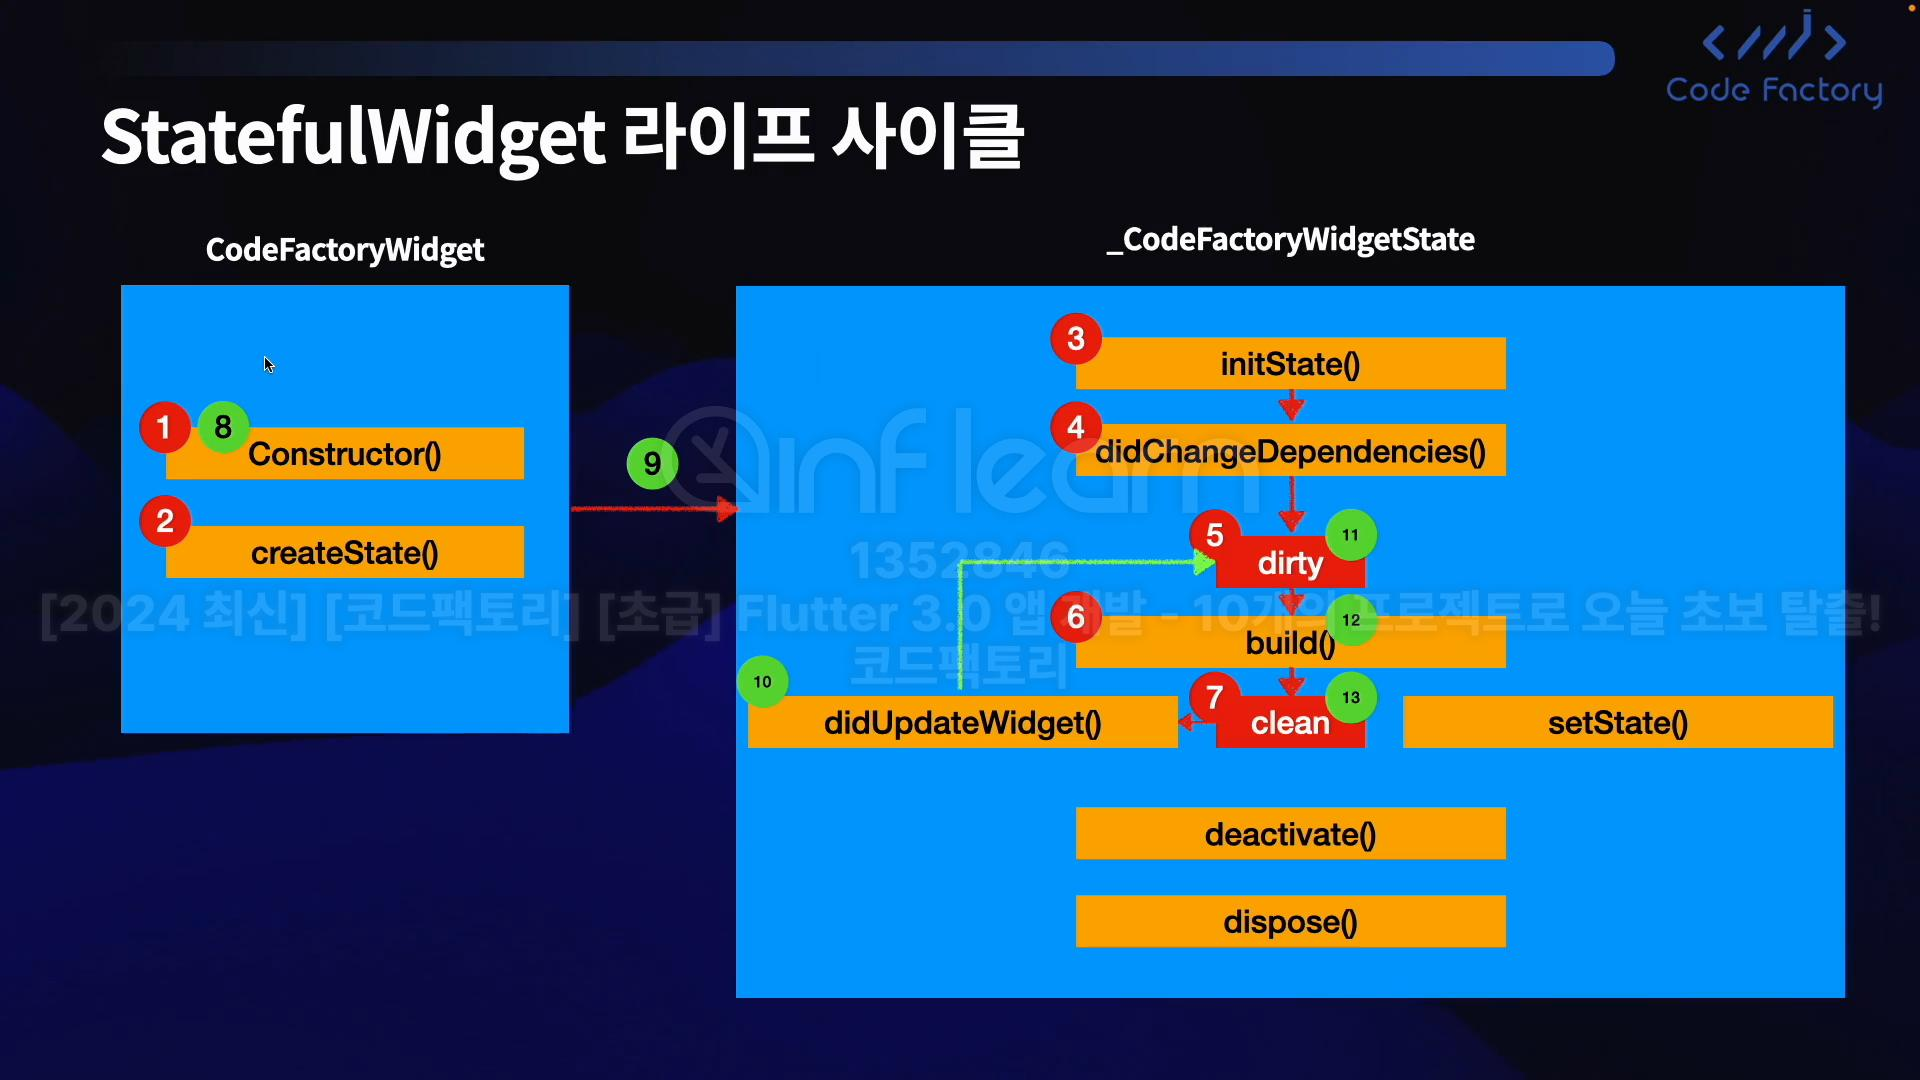 Code Factory
StatefulWidget 라이프 사이클
CodeFactoryWidget
1
8
Constructor()
2
createState()
9
_CodeFactoryWidgetState
3
initState()
4
didChangeDependencies()
5
dirty
11
6
build()
12
10
didUpdateWidget()
7
clean
13
setState()
deactivate()
dispose()
inflearn
1352846
[2024 최신] [코드팩토리] [초급] Flutter 3.0 앱 개발 - 10개의 프로젝트로 오늘 초보 탈출!
코드팩토리